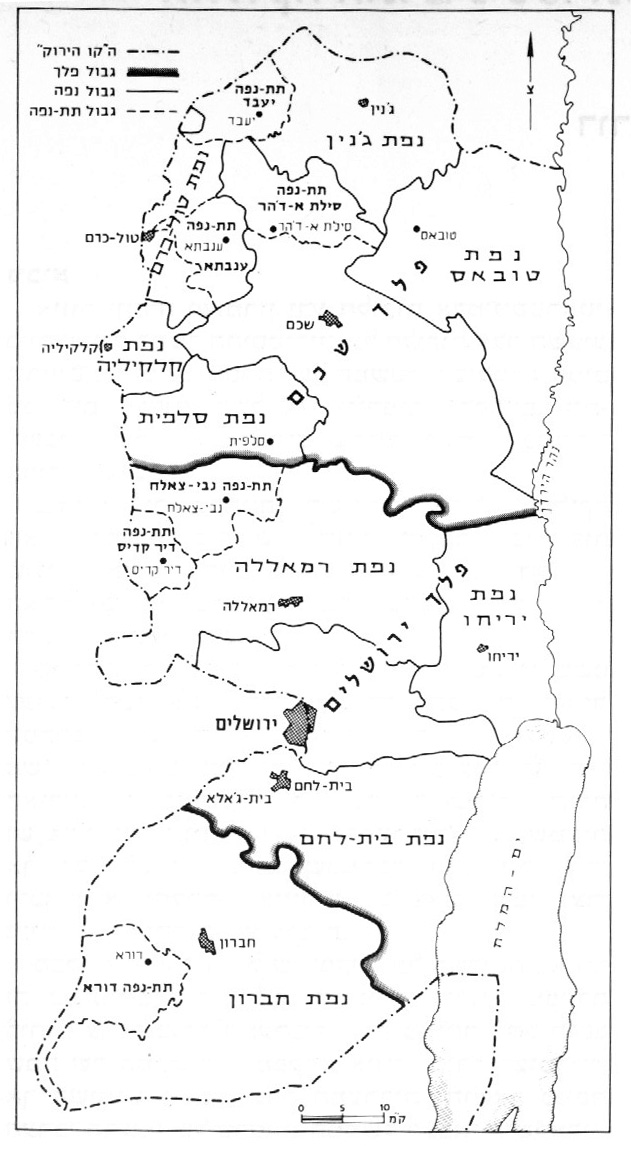 ה"קו הירוק"
גבול פלך
גבול נפה
גבול תת-נפה
צ
תת-נפה
יעבד
יעבד
ג'נין
נפת ג'נין
תת-נפה
סילת א-ד'הר
סילת א-ד'הר
נפת טול-כרם
טול-כרם
תת-נפה
ענבתא
ענבתא
טובאס
נפת
טובאס
פלך שכם
שכם
נפת
קלקיליה
קלקיליה
נפת סלפית
סלפית
נהר הירדן
תת-נפה נבי-צאלח
נבי-צאלח
תת-נפה
דיר קדיס
דיר קדיס
נפת רמאללה
רמאללה
פלך ירושלים
נפת
יריחו
יריחו
ירושלים
בית-לחם
בית-ג'אלא
נפת בית-לחם
ים-המלח
חברון
נפת חברון
דורא
תת-נפה דורא
0 5 10
ק"מ